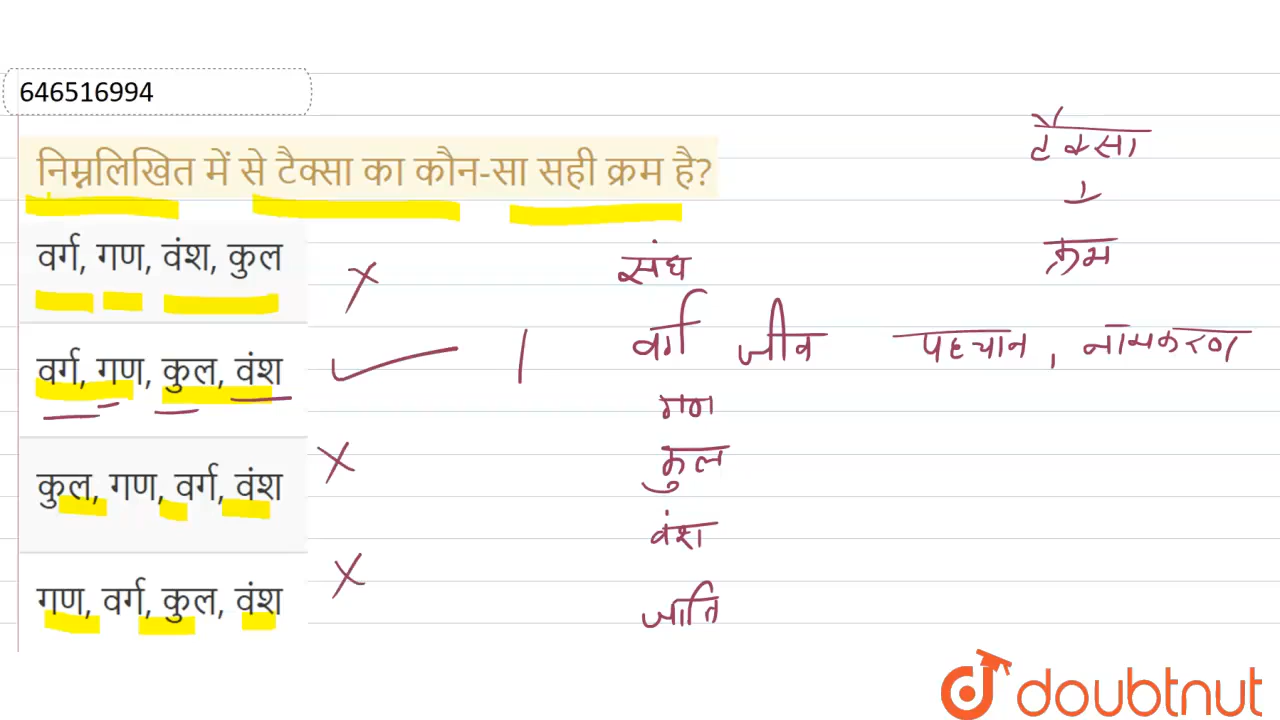 646516994
निम्नलिखित में से टैक्सा का कौन-सा सही क्रम है?
वर्ग, गण, वंश, कुल
वर्ग, गण, कुल, वंश
कुल, गण, वर्ग, वंश
गण, वर्ग, कुल, वंश
संघ
वर्ग जीव पहचान, नामकरण
गण
कुल
वंश
जाति
टैक्सा
क्रम
doubtnut